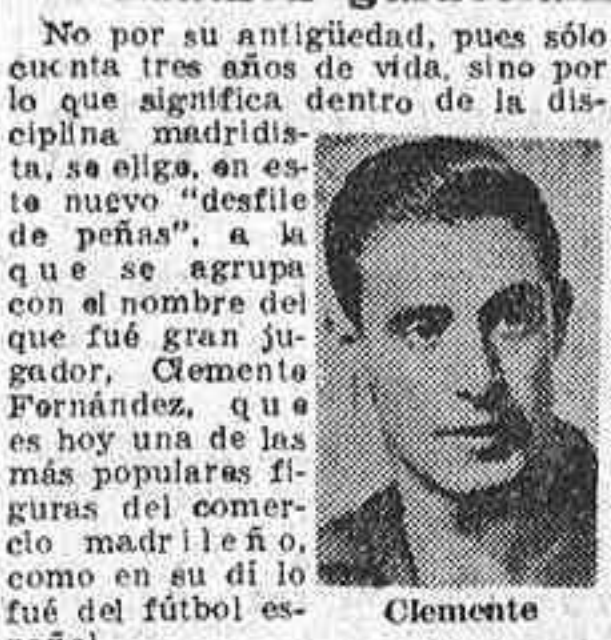 No por su antigüedad, pues sólo
cuenta tres años de vida, sino por
lo que significa dentro de la dis-
ciplina madridis-
ta, se elige, en es-
te nuevo "desfile
de peñas", a la
que se agrupa
con el nombre del
que fué gran ju-
gador, Clemente
Fernández, que
es hoy una de las
más populares fi-
guras del comer-
cio madrileño,
como en su di lo
fué del fútbol es-
Clemente